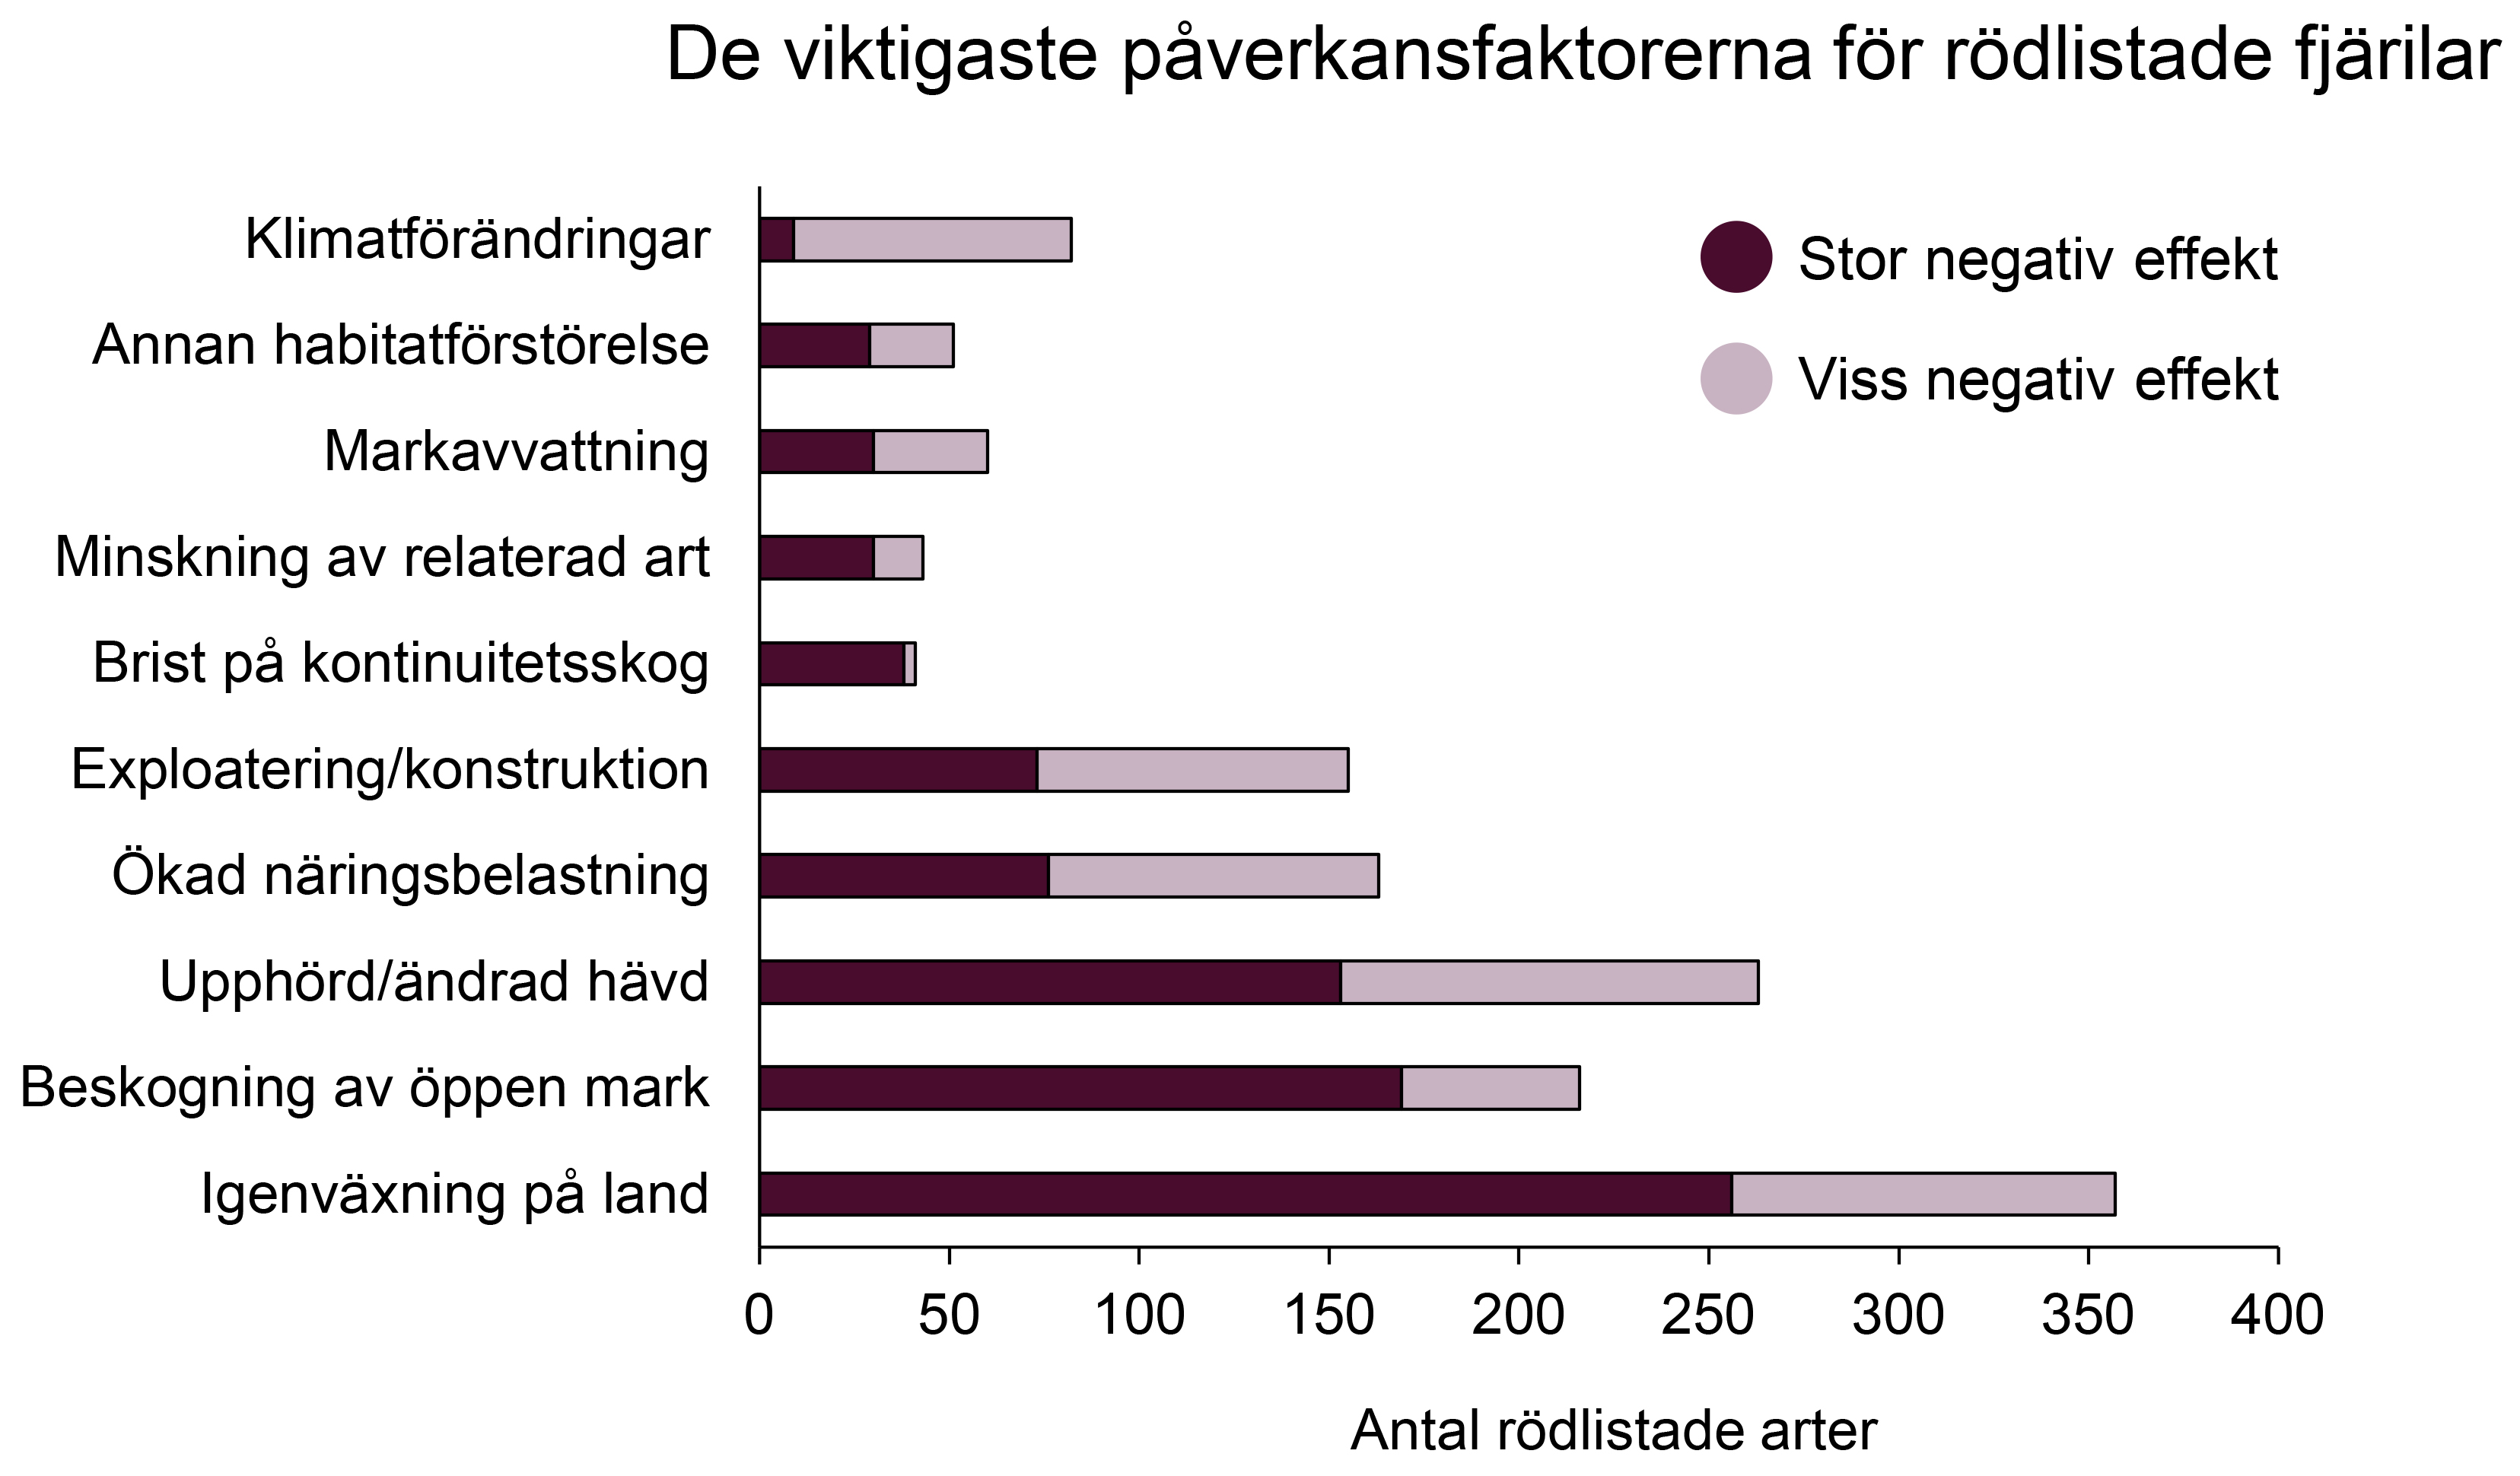 De viktigaste påverkansfaktorerna för rödlistade fjärilar
Klimatförändringar
Annan habitatförstörelse
Markavvattning
Minskning av relaterad art
Brist på kontinuitetsskog
Exploatering/konstruktion
Ökad näringsbelastning
Upphörd/ändrad hävd
Beskogning av öppen mark
Igenväxning på land
Stor negativ effekt
Viss negativ effekt
0 50 100 150 200 250 300 350 400
Antal rödlistade arter